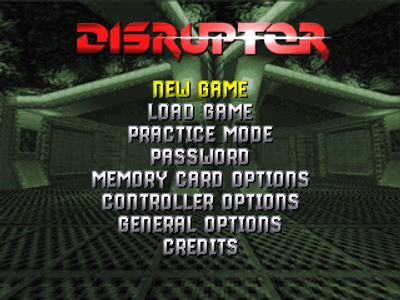 DISRUPTOR
NEW GAME
LOAD GAME
PRACTICE MODE
PASSWORD
MEMORY CARD OPTIONS
CONTROLLER OPTIONS
GENERAL OPTIONS
CREDITS